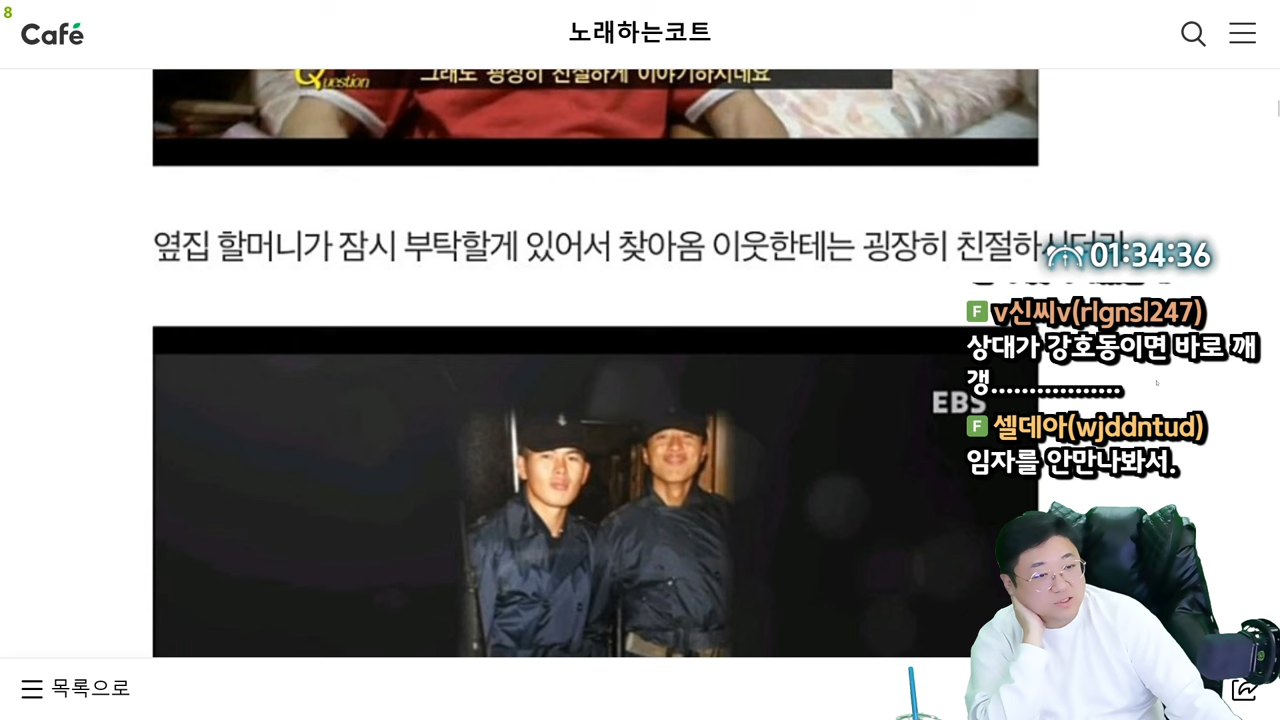 8
Café
노래하는코트
Question
그래도 굉장히 친절하게 이야기하시네요
옆집 할머니가 잠시 부탁할게 있어서 찾아옴 이웃한테는 굉장히 친절하시더라
01:34:36
F v신씨v(rlgnsl247)
상대가 강호동이면 바로 깨
갱.................
EBS
F 셀데아(wjddntud)
임자를 안만나봐서.
목록으로